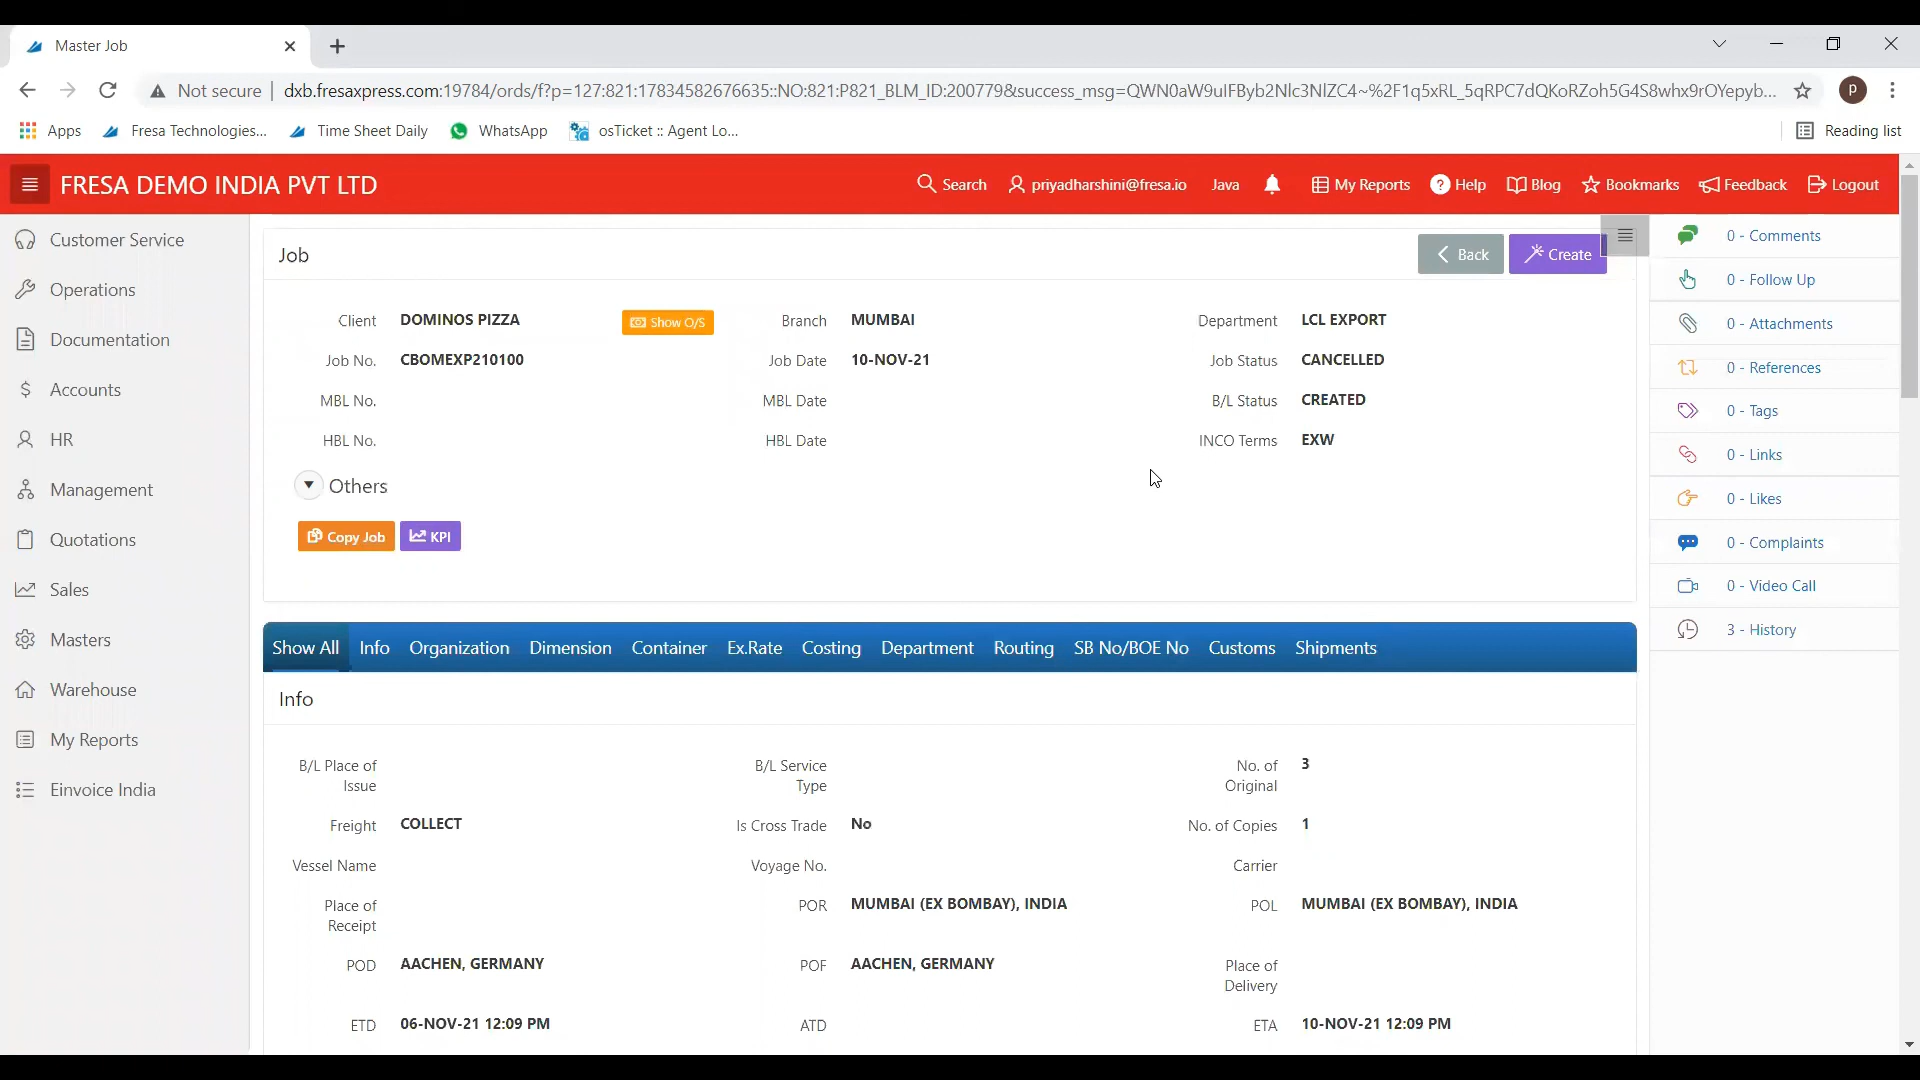 Master Job
Not secure
dxb.fresaxpress.com:19784/ords/f?p=127:821:17834582676635::NO:821:P821_BLM_ID:200779&success_msg=QWN0aW9uIFByb2Nlc3NlZC4~%2F1q5xRL_5qRPC7dQKoRZoh5G4S8whx9rOYepyb...
P
Apps
Fresa Technologies...
Time Sheet Daily
WhatsApp
osTicket :: Agent Lo...
Reading list
FRESA DEMO INDIA PVT LTD
Search
priyadharshini@fresa.io
Java
My Reports
Help
Blog
Bookmarks
Feedback
Logout
Customer Service
Operations
Documentation
Accounts
HR
Management
Quotations
Sales
Masters
Warehouse
My Reports
Einvoice India
Job
Back
Create
Client DOMINOS PIZZA Show O/S Branch MUMBAI Department LCL EXPORT
Job No. CBOMEXP210100 Job Date 10-NOV-21 Job Status CANCELLED
MBL No. MBL Date B/L Status CREATED
HBL No. HBL Date INCO Terms EXW
Others
Copy Job KPI
Show All Info Organization Dimension Container Ex.Rate Costing Department Routing SB No/BOE No Customs Shipments
Info
B/L Place of
Issue
B/L Service
Type
No. of
Original
3
Freight COLLECT Is Cross Trade No No. of Copies 1
Vessel Name Voyage No. Carrier
Place of
Receipt
POR MUMBAI (EX BOMBAY), INDIA POL MUMBAI (EX BOMBAY), INDIA
POD AACHEN, GERMANY POF AACHEN, GERMANY
Place of
Delivery
ETD 06-NOV-21 12:09 PM ATD ETA 10-NOV-21 12:09 PM
0 - Comments
0 - Follow Up
0 - Attachments
0 - References
0 - Tags
0 - Links
0 - Likes
0 - Complaints
0 - Video Call
3 - History